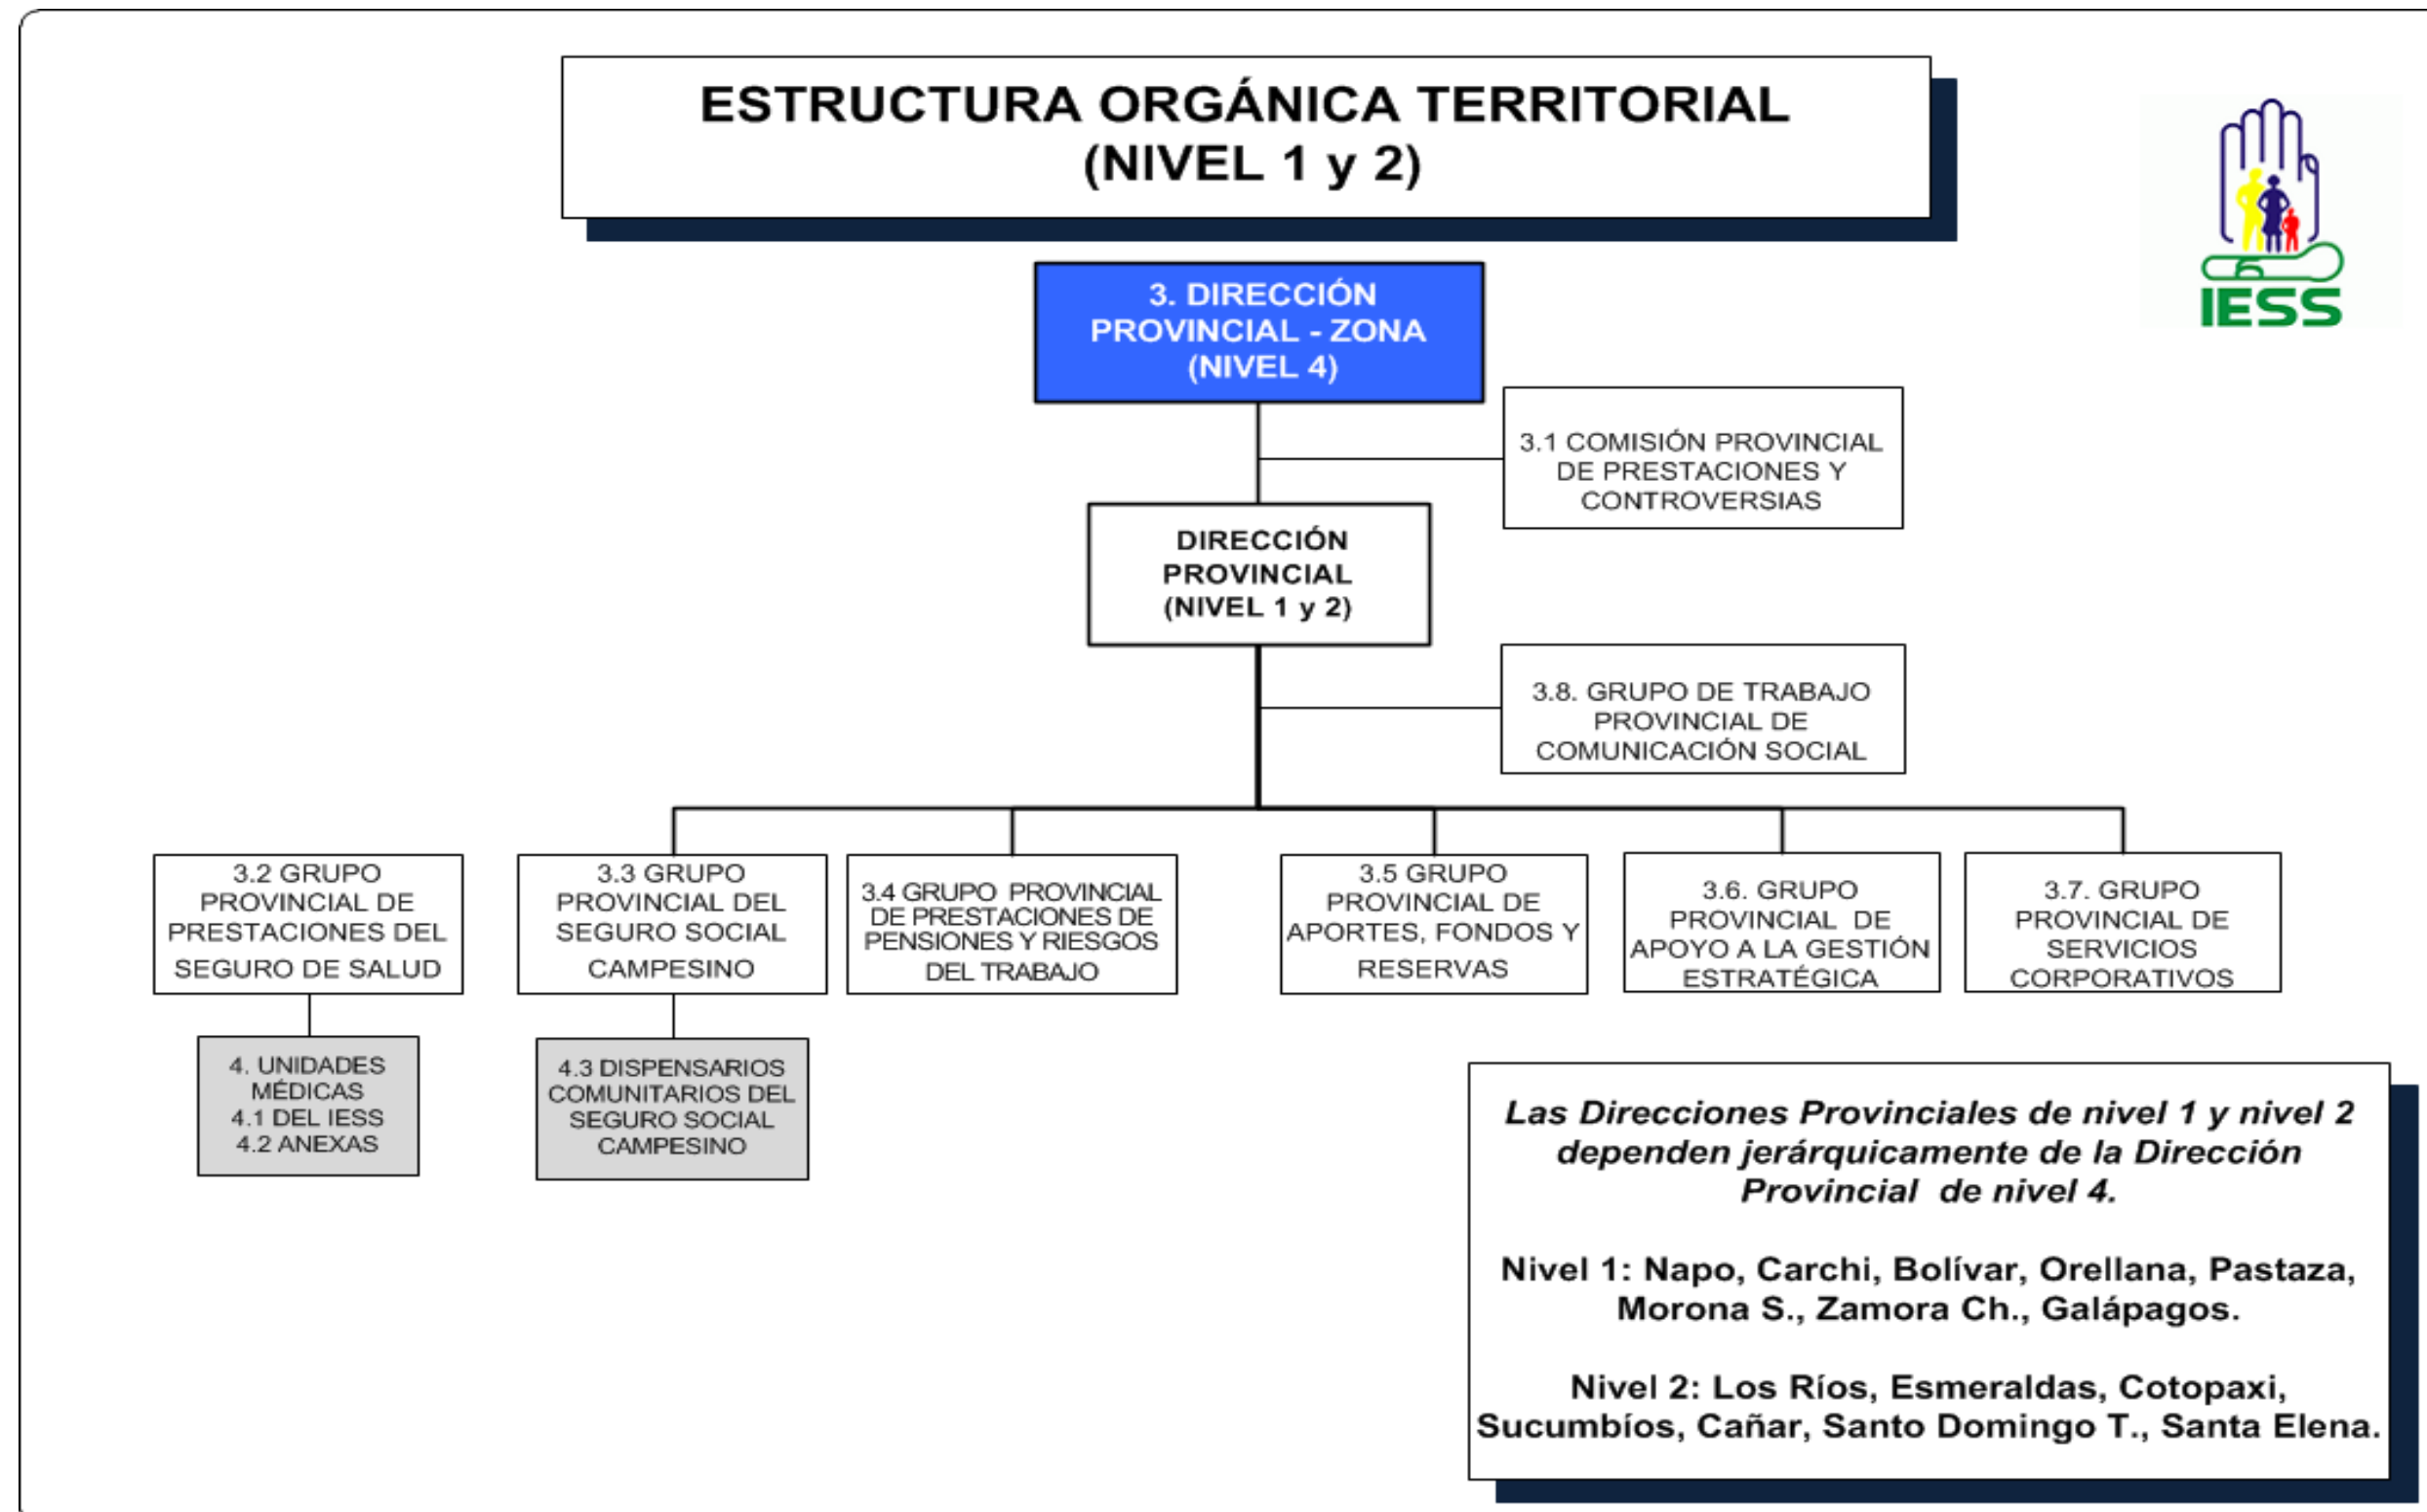 ESTRUCTURA ORGÁNICA TERRITORIAL
(NIVEL 1 y 2)
IESS
3. DIRECCIÓN
PROVINCIAL - ZONA
(NIVEL 4)
3.1 COMISIÓN PROVINCIAL
DE PRESTACIONES Y
CONTROVERSIAS
DIRECCIÓN
PROVINCIAL
(NIVEL 1 y 2)
3.8. GRUPO DE TRABAJO
PROVINCIAL DE
COMUNICACIÓN SOCIAL
3.2 GRUPO
PROVINCIAL DE
PRESTACIONES DEL
SEGURO DE SALUD
3.3 GRUPO
PROVINCIAL DEL
SEGURO SOCIAL
CAMPESINO
3.4 GRUPO PROVINCIAL
DE PRESTACIONES DE
PENSIONES Y RIESGOS
DEL TRABAJO
3.5 GRUPO
PROVINCIAL DE
APORTES, FONDOS Y
RESERVAS
3.6. GRUPO
PROVINCIAL DE
APOYO A LA GESTIÓN
ESTRATÉGICA
3.7. GRUPO
PROVINCIAL DE
SERVICIOS
CORPORATIVOS
4. UNIDADES
MÉDICAS
4.1 DEL IESS
4.2 ANEXAS
4.3 DISPENSARIOS
COMUNITARIOS DEL
SEGURO SOCIAL
CAMPESINO
Las Direcciones Provinciales de nivel 1 y nivel 2
dependen jerárquicamente de la Dirección
Provincial de nivel 4.
Nivel 1: Napo, Carchi, Bolívar, Orellana, Pastaza,
Morona S., Zamora Ch., Galápagos.
Nivel 2: Los Ríos, Esmeraldas, Cotopaxi,
Sucumbíos, Cañar, Santo Domingo T., Santa Elena.